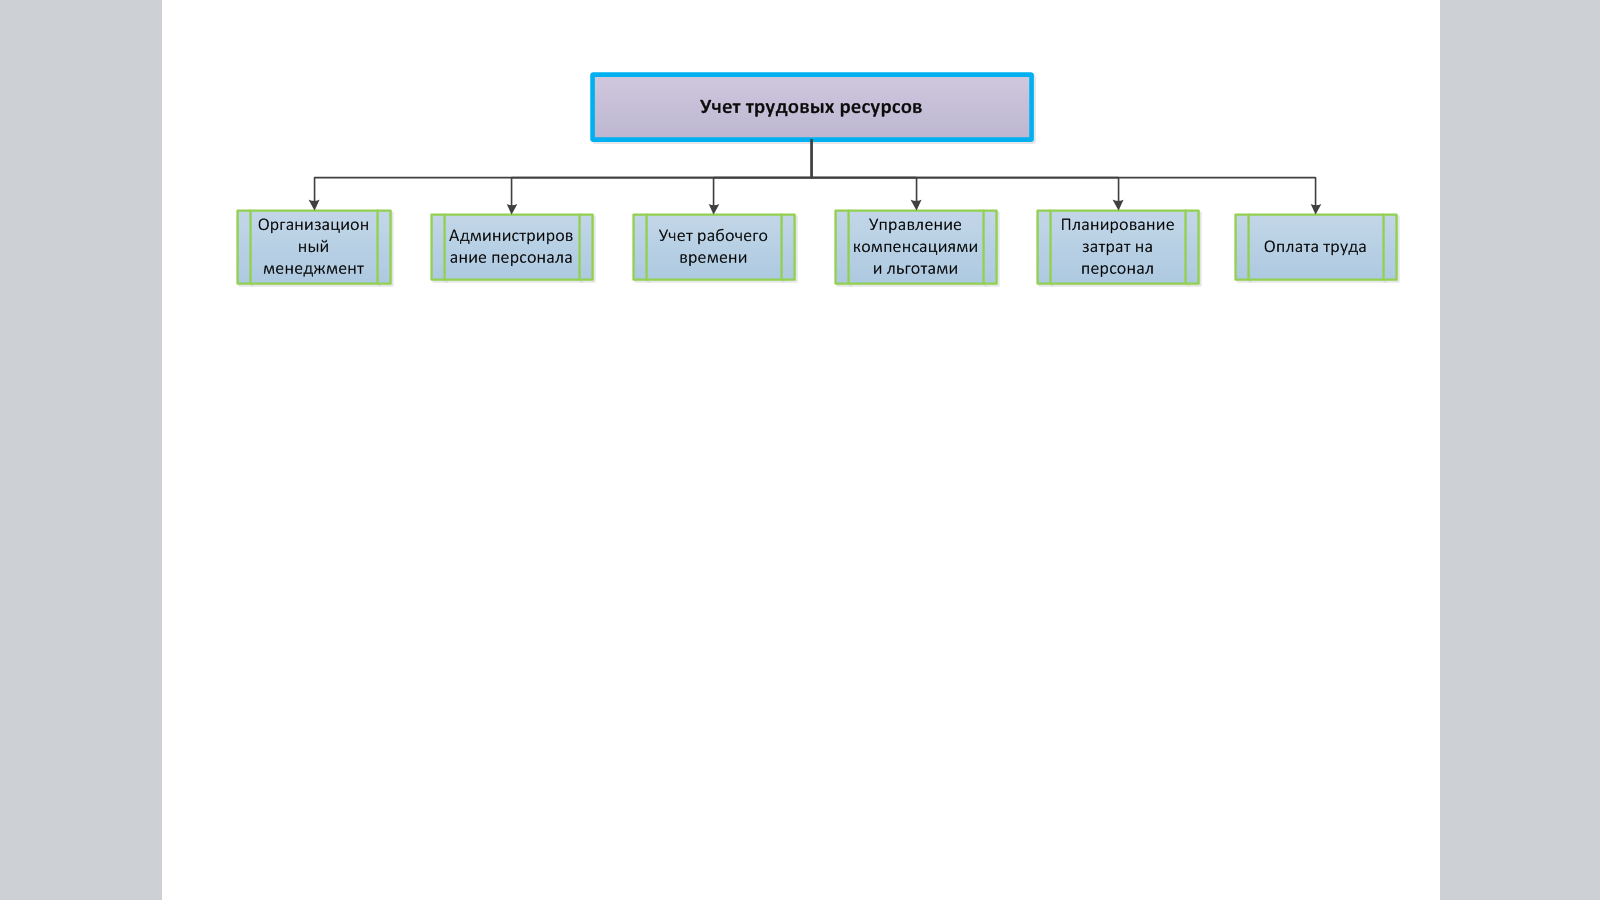 Учет трудовых ресурсов
Организацион
ный
менеджмент
Администриров
ание персонала
Учет рабочего
времени
Управление
компенсациями
и льготами
Планирование
затрат на
персонал
Оплата труда